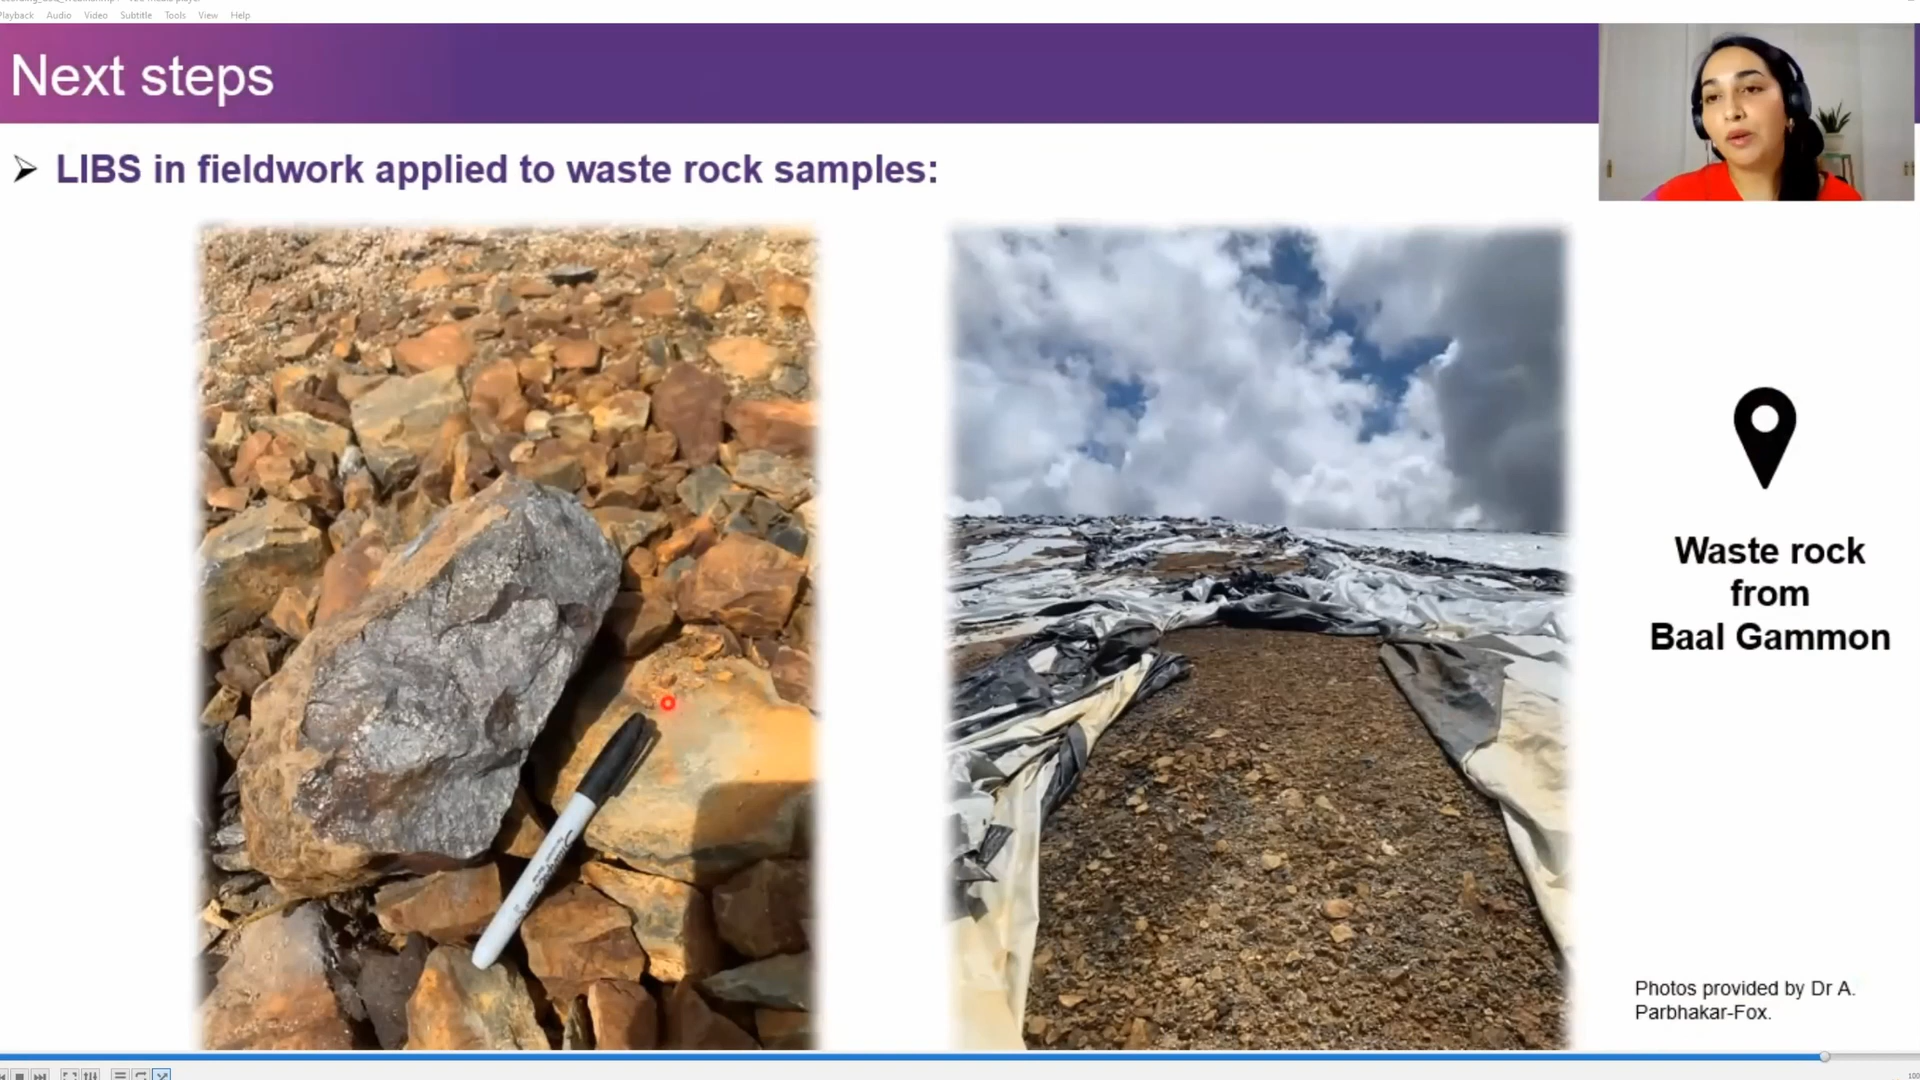 Playback Audio Video Subtitle Tools View Help
Next steps
➢ LIBS in fieldwork applied to waste rock samples:
Waste rock
from
Baal Gammon
Photos provided by Dr A.
Parbhakar-Fox.
100